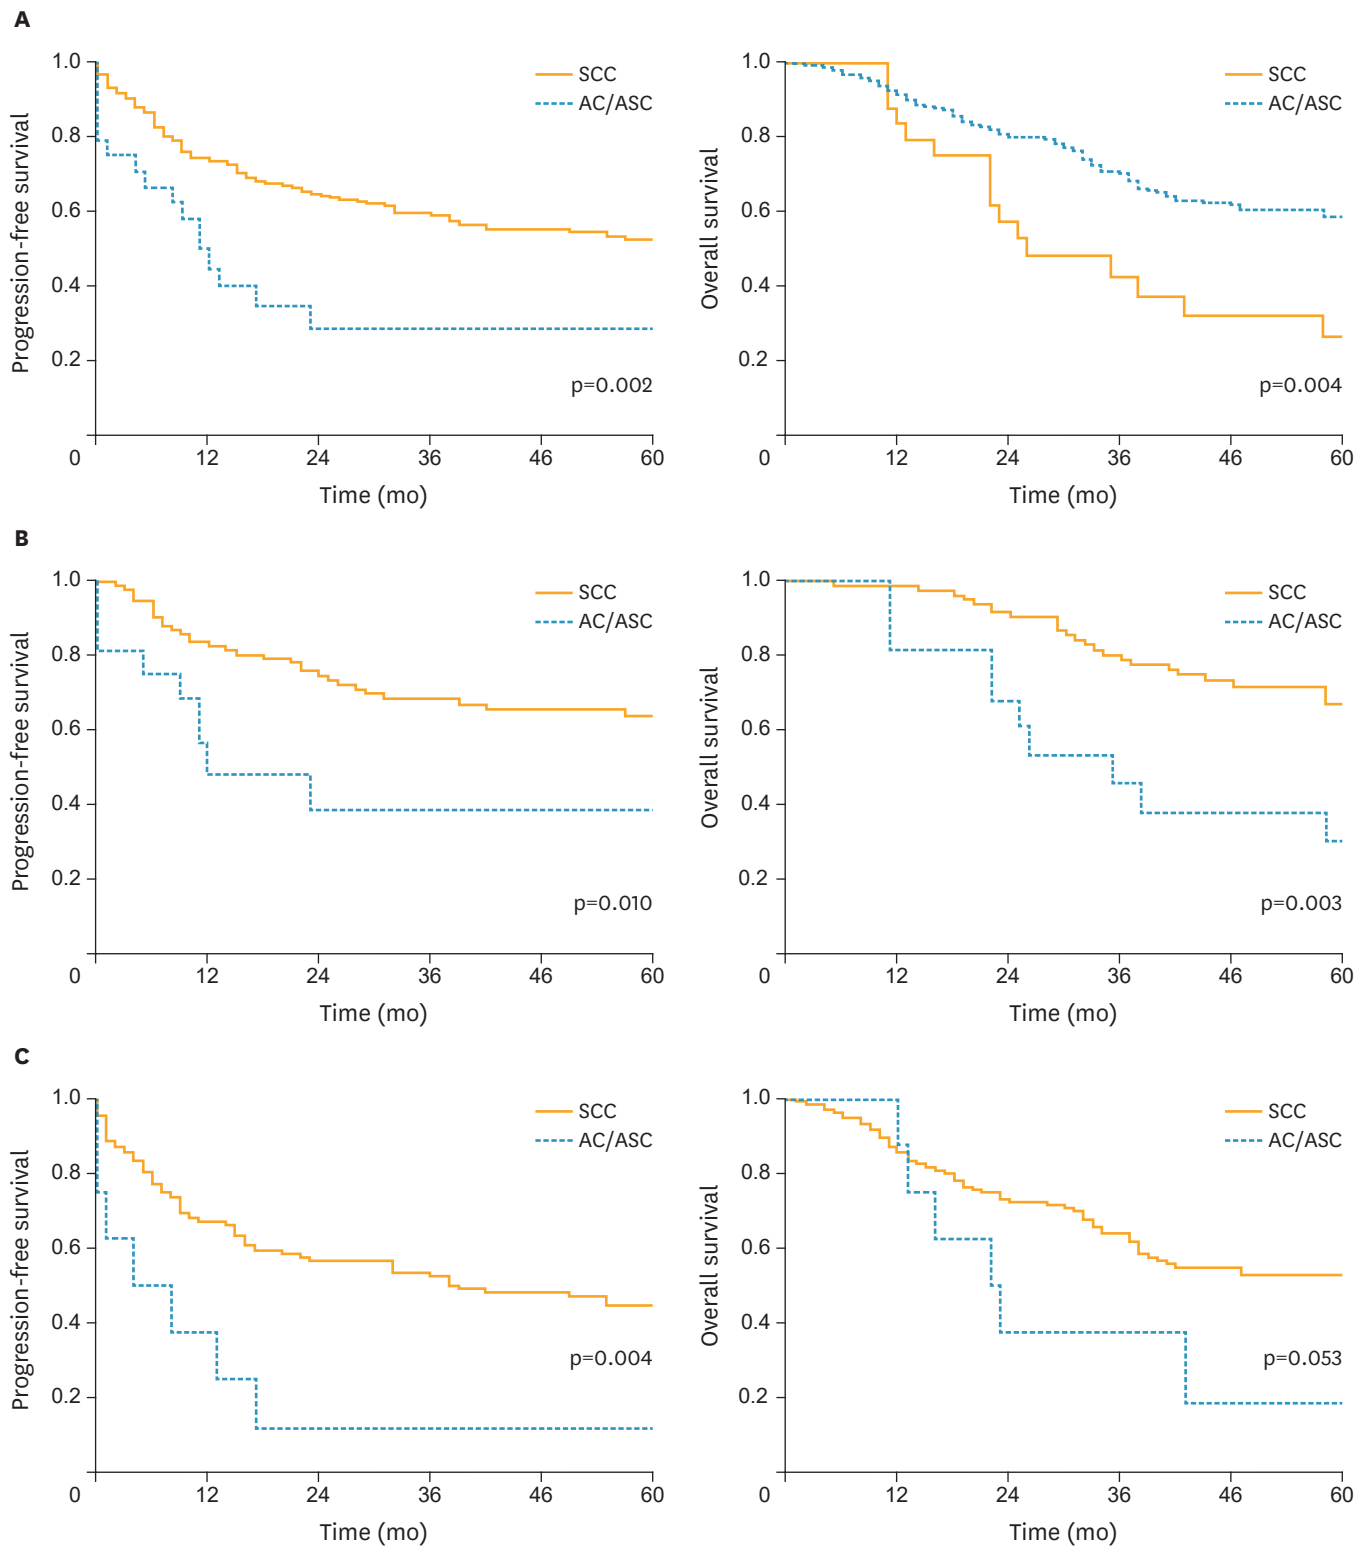 A
Progression-free survival
1.0
0.8
0.6
0.4
0.2
0
12
24
36
46
60
Time (mo)
SCC
AC/ASC
p=0.002
Overall survival
1.0
0.8
0.6
0.4
0.2
0
12
24
36
46
60
Time (mo)
SCC
AC/ASC
p=0.004
B
Progression-free survival
1.0
0.8
0.6
0.4
0.2
0
12
24
36
46
60
Time (mo)
SCC
AC/ASC
p=0.010
Overall survival
1.0
0.8
0.6
0.4
0.2
0
12
24
36
46
60
Time (mo)
SCC
AC/ASC
p=0.003
C
Progression-free survival
1.0
0.8
0.6
0.4
0.2
0
12
24
36
46
60
Time (mo)
SCC
AC/ASC
p=0.004
Overall survival
1.0
0.8
0.6
0.4
0.2
0
12
24
36
46
60
Time (mo)
SCC
AC/ASC
p=0.053